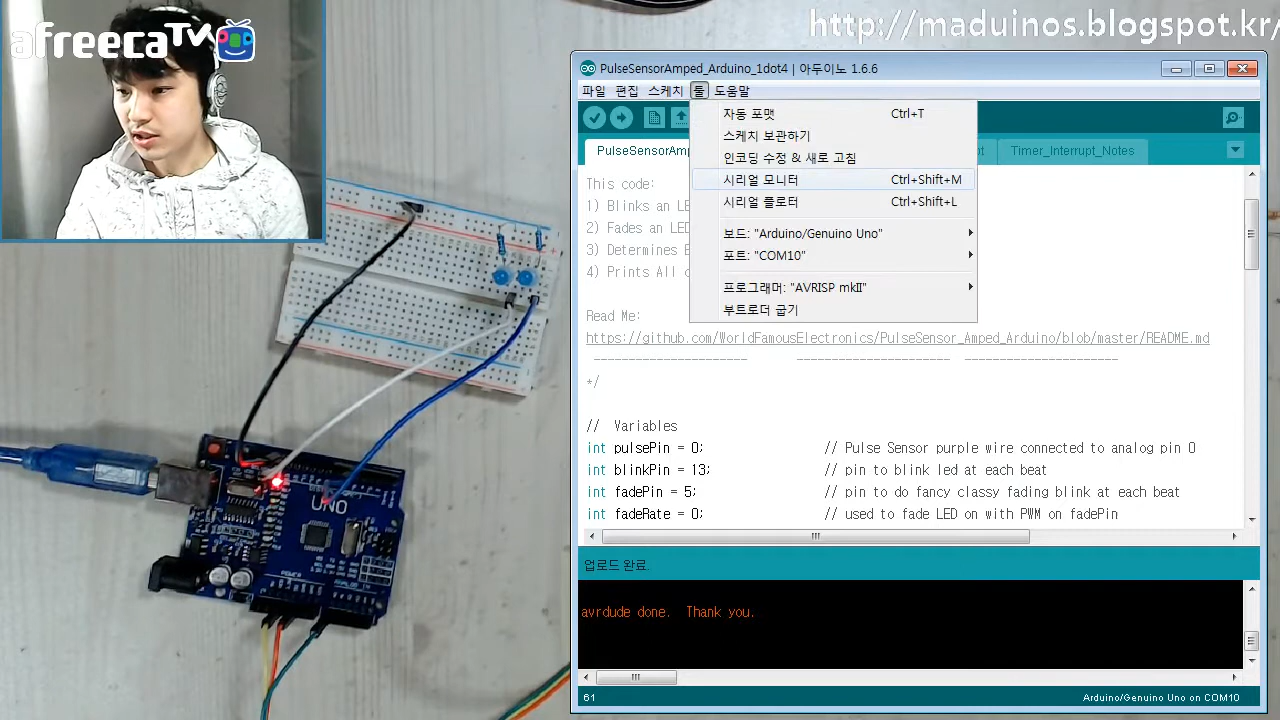 afreecaTV
http://maduinos.blogspot.kr/
PulseSensorAmped_Arduino_1dot4 | 아두이노 1.6.6
파일 편집 스케치 툴 도움말
자동 포맷 Ctrl+T
스케치 보관하기
인코딩 수정 & 새로 고침
시리얼 모니터 Ctrl+Shift+M
시리얼 플로터 Ctrl+Shift+L
보드: "Arduino/Genuino Uno"
포트: "COM10"
프로그래머: "AVRISP mkII"
부트로더 굽기
PulseSensorAmp
Timer_Interrupt_Notes
This code:
1) Blinks an LE
2) Fades an LED
3) Determines B
4) Prints All o
Read Me:
https://github.com/WorldFamousElectronics/PulseSensor_Amped_Arduino/blob/master/README.md
---------------------- ---------------------- ----------------------
*/
// Variables
int pulsePin = 0; // Pulse Sensor purple wire connected to analog pin 0
int blinkPin = 13; // pin to blink led at each beat
int fadePin = 5; // pin to do fancy classy fading blink at each beat
int fadeRate = 0; // used to fade LED on with PWM on fadePin
업로드 완료.
avrdude done.  Thank you.
61 Arduino/Genuino Uno on COM10
UNO